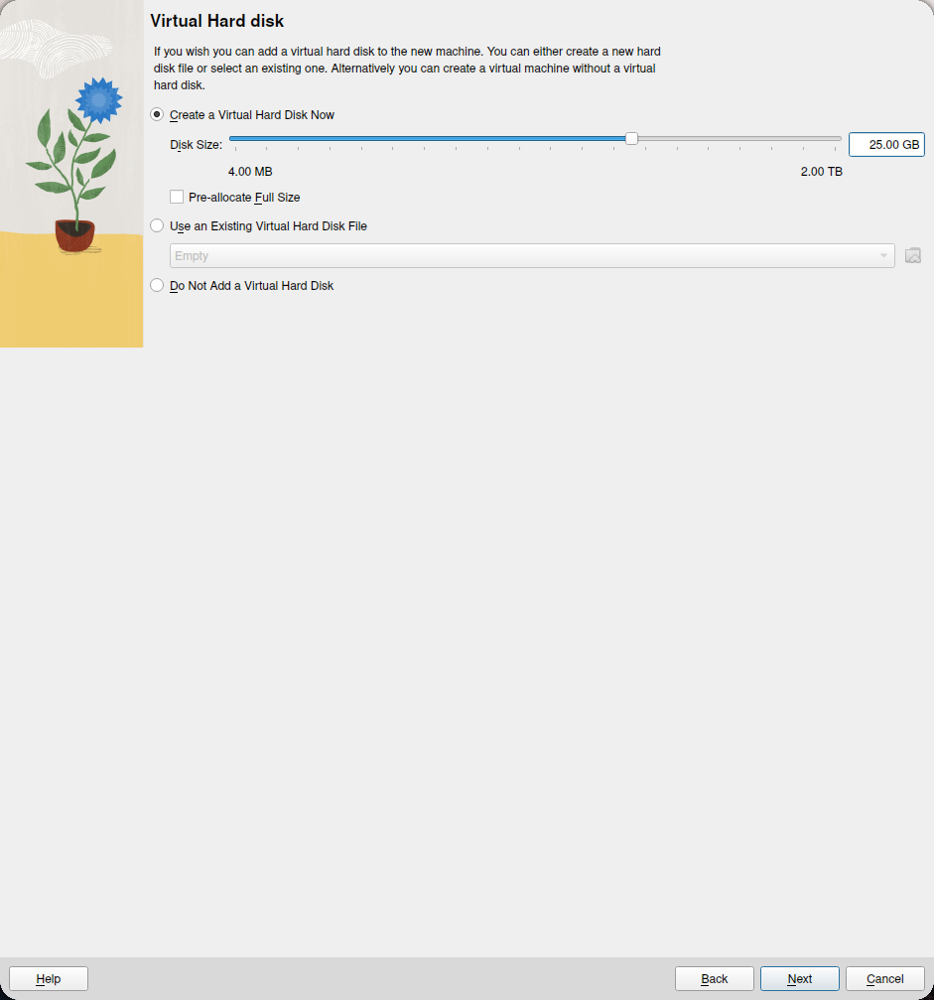 Virtual Hard disk
If you wish you can add a virtual hard disk to the new machine. You can either create a new hard
disk file or select an existing one. Alternatively you can create a virtual machine without a virtual
hard disk.
Create a Virtual Hard Disk Now
Disk Size:
25.00 GB
4.00 MB
2.00 TB
Pre-allocate Full Size
Use an Existing Virtual Hard Disk File
Empty
Do Not Add a Virtual Hard Disk
Help
Back
Next
Cancel